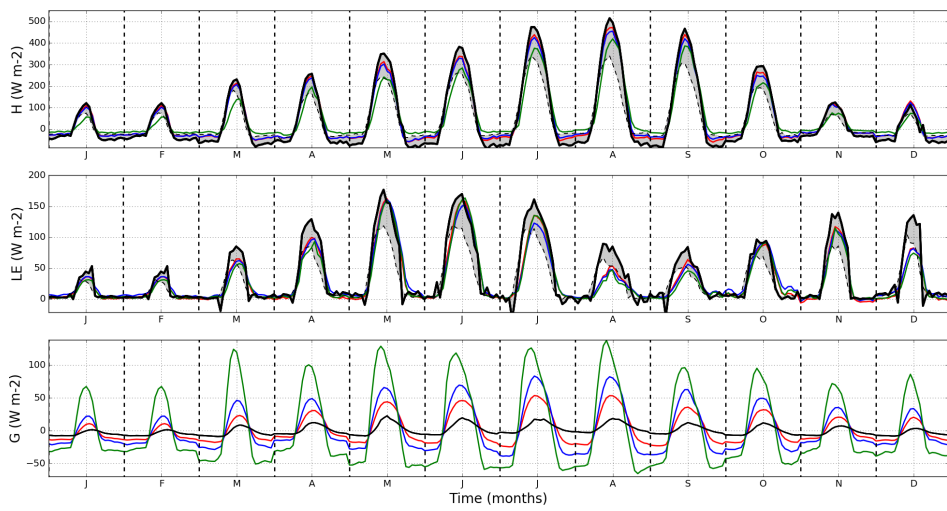 H (W m-2)
500
400
300
200
100
0
J F M A M J J A S O N D
LE (W m-2)
200
150
100
50
0
J F M A M J J A S O N D
G (W m-2)
100
50
0
−50
J F M A M J J A S O N D
Time (months)